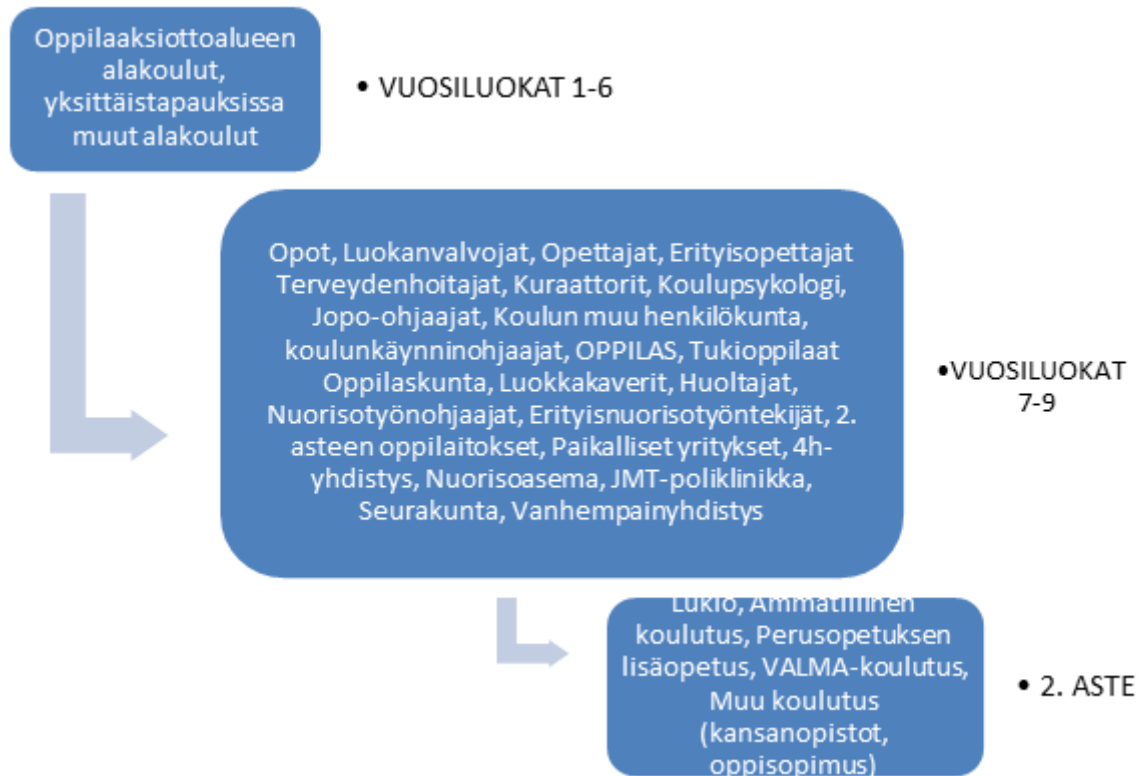 Oppilaaksiottoalueen
alakoulut,
yksittäistapauksissa
muut alakoulut
• VUOSILUOKAT 1-6
Opot, Luokanvalvojat, Opettajat, Erityisopettajat
Terveydenhoitajat, Kuraattorit, Koulupsykologi,
Jopo-ohjaajat, Koulun muu henkilökunta,
koulunkäynninohjaajat, OPPILAS, Tukioppilaat
Oppilaskunta, Luokkakaverit, Huoltajat,
Nuorisotyönohjaajat, Erityisnuorisotyöntekijät, 2.
asteen oppilaitokset, Paikalliset yritykset, 4h-
yhdistys, Nuorisoasema, JMT-poliklinikka,
Seurakunta, Vanhempainyhdistys
•VUOSILUOKAT
7-9
Lukio, Ammatillinen
koulutus, Perusopetuksen
lisäopetus, VALMA-koulutus,
Muu koulutus
(kansanopistot,
oppisopimus)
• 2. ASTE